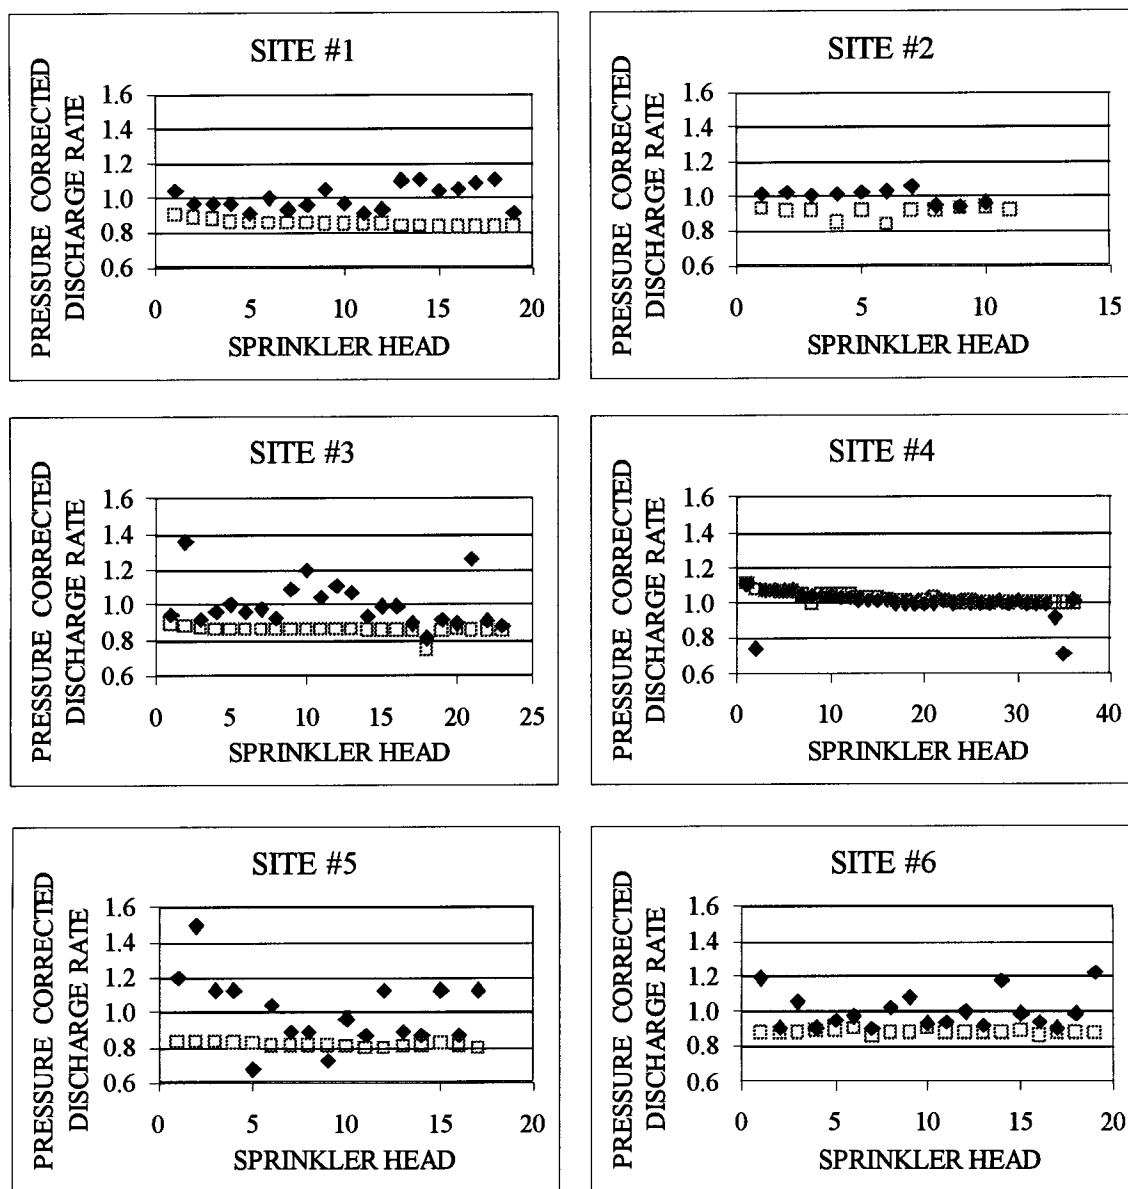 SITE #1
PRESSURE CORRECTED
DISCHARGE RATE
1.6
1.4
1.2
1.0
0.8
0.6
0 5 10 15 20
SPRINKLER HEAD
SITE #2
PRESSURE CORRECTED
DISCHARGE RATE
1.6
1.4
1.2
1.0
0.8
0.6
0 5 10 15
SPRINKLER HEAD
SITE #3
PRESSURE CORRECTED
DISCHARGE RATE
1.6
1.4
1.2
1.0
0.8
0.6
0 5 10 15 20 25
SPRINKLER HEAD
SITE #4
PRESSURE CORRECTED
DISCHARGE RATE
1.6
1.4
1.2
1.0
0.8
0.6
0 10 20 30 40
SPRINKLER HEAD
SITE #5
PRESSURE CORRECTED
DISCHARGE RATE
1.6
1.4
1.2
1.0
0.8
0.6
0 5 10 15 20
SPRINKLER HEAD
SITE #6
PRESSURE CORRECTED
DISCHARGE RATE
1.6
1.4
1.2
1.0
0.8
0.6
0 5 10 15 20
SPRINKLER HEAD